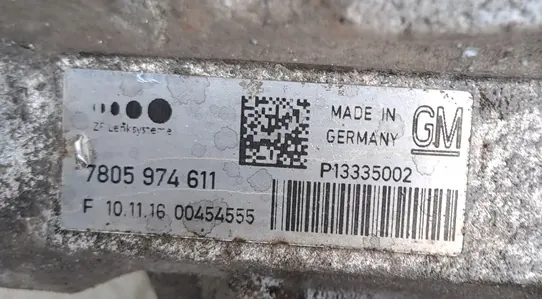 ZF Lenksysteme
MADE IN
GERMANY
GM
7805 974 611
P13335002
F 10.11.16 00454555